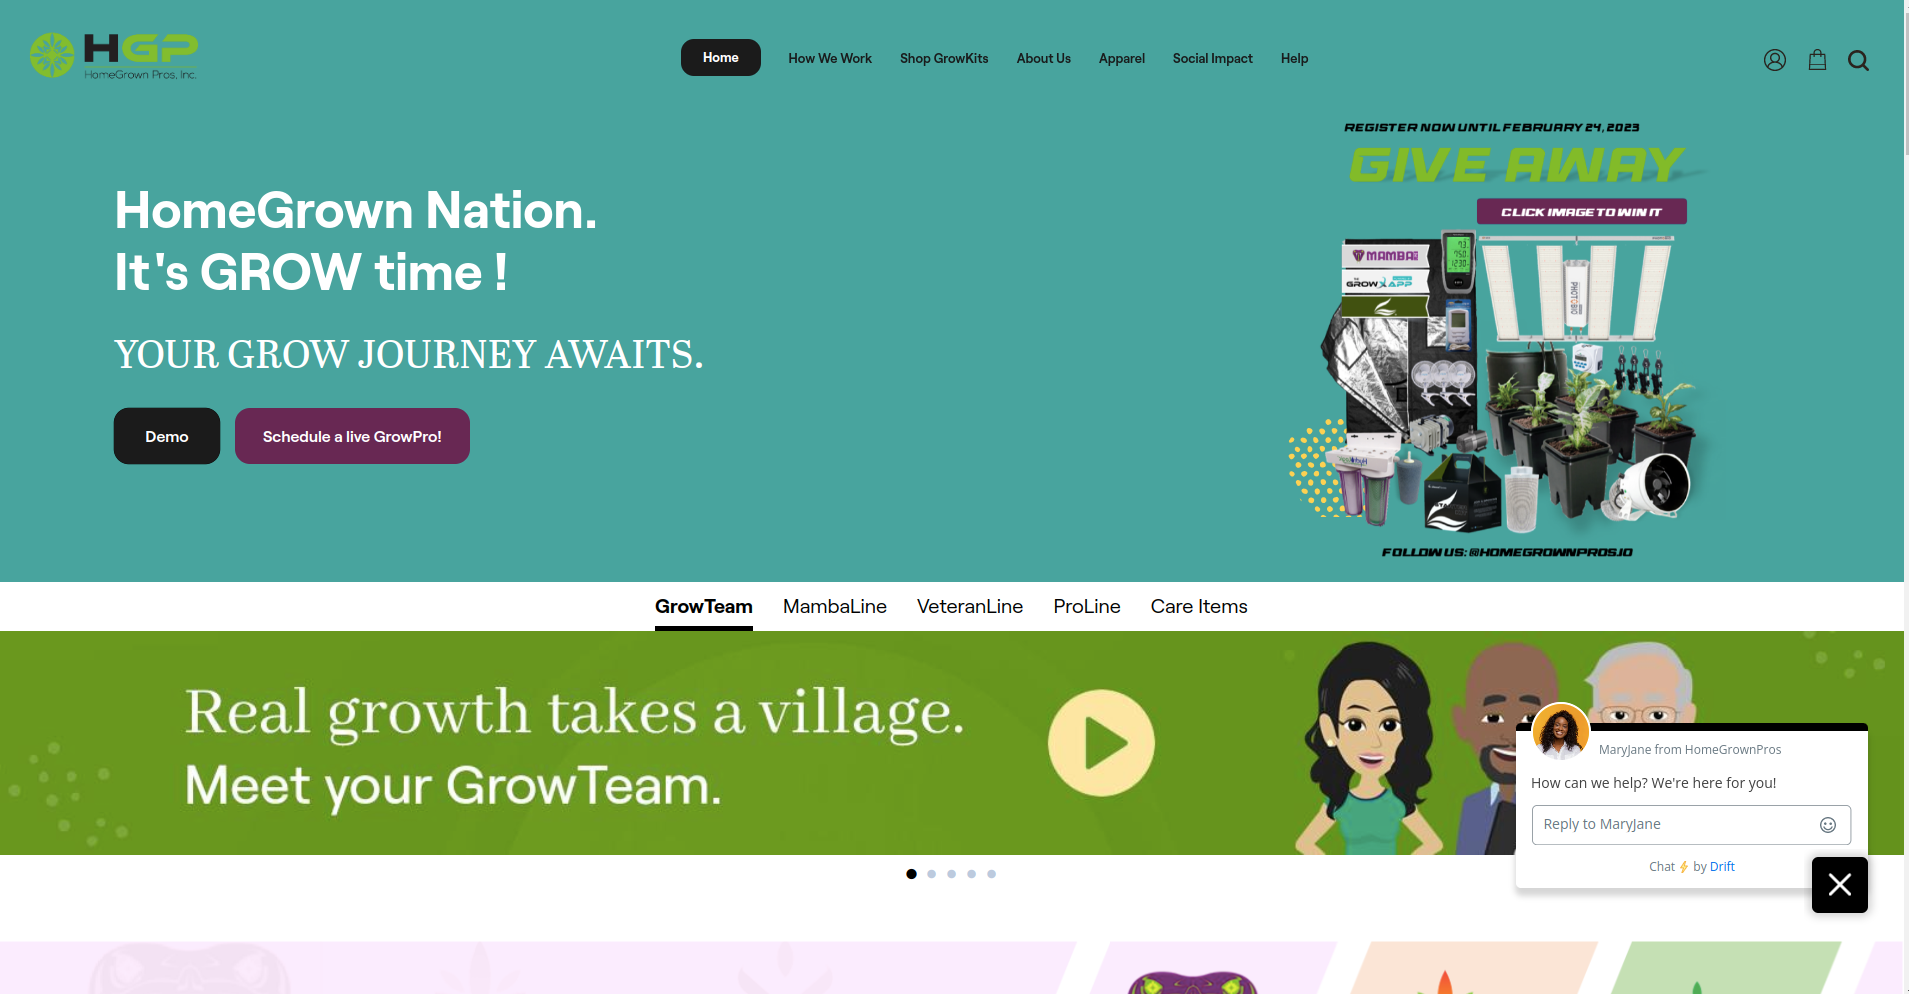 HGP
HomeGrown Pros, Inc.
Home
How We Work
Shop GrowKits
About Us
Apparel
Social Impact
Help
REGISTER NOW UNTIL FEBRUARY 24, 2023
GIVE AWAY
CLICK IMAGE TO WIN IT
HomeGrown Nation.
It's GROW time !
YOUR GROW JOURNEY AWAITS.
Demo
Schedule a live GrowPro!
MAMBA
GROW X APP
PHOTOBIO
FOLLOW US: @HOMEGROWNPROS.IO
GrowTeam
MambaLine
VeteranLine
ProLine
Care Items
Real growth takes a village.
Meet your GrowTeam.
MaryJane from HomeGrownPros
How can we help? We're here for you!
Reply to MaryJane
Chat ⚡ by Drift